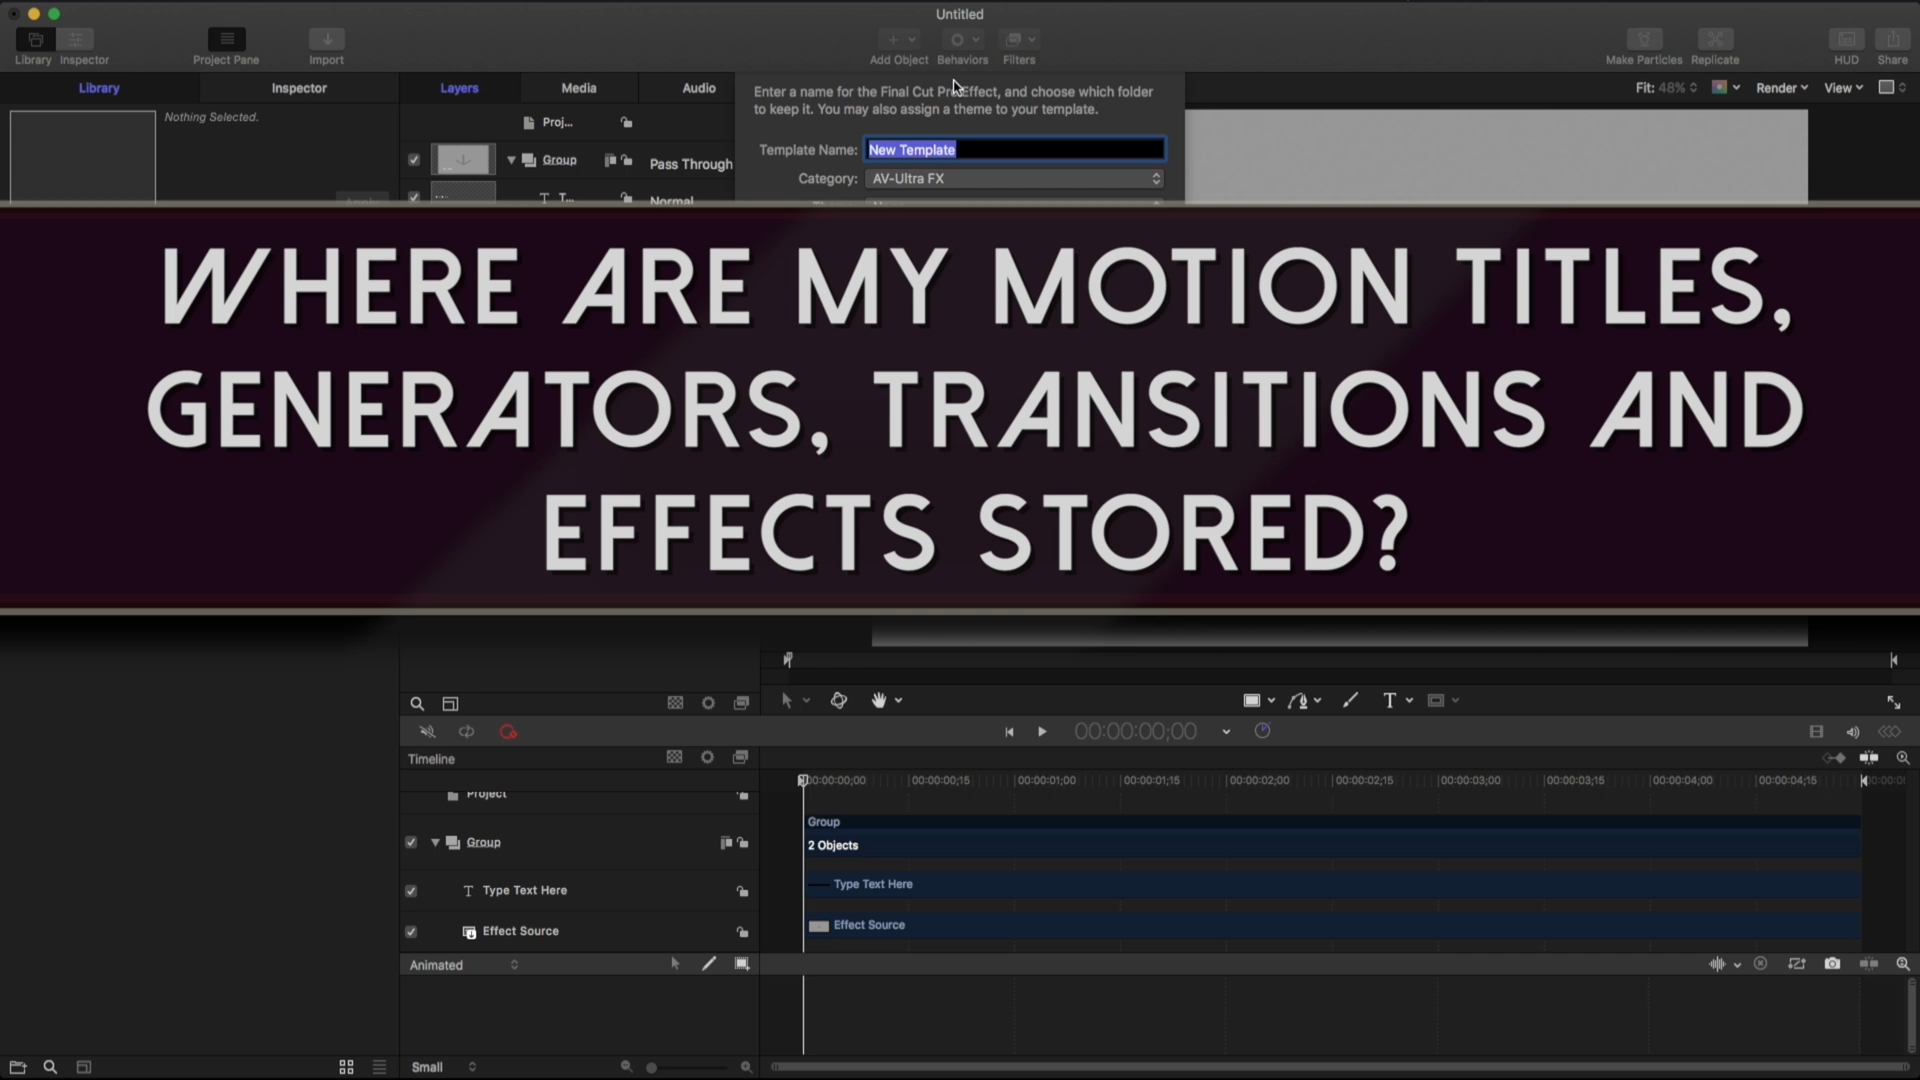 Untitled
Library Inspector Project Pane Import Add Object Behaviors Filters Make Particles Replicate HUD Share
Library Inspector Layers Media Audio Fit: 48% Render View
Nothing Selected.
Enter a name for the Final Cut Pro Effect, and choose which folder
to keep it. You may also assign a theme to your template.
Proj...
Template Name: New Template
Group Pass Through
Category: AV-Ultra FX
T... Normal
WHERE ARE MY MOTION TITLES,
GENERATORS, TRANSITIONS AND
EFFECTS STORED?
00:00:00;00
Timeline
00:00:00;00 00:00:00;15 00:00:01;00 00:00:01;15 00:00:02;00 00:00:02;15 00:00:03;00 00:00:03;15 00:00:04;00 00:00:04;15
Project
Group
Group
2 Objects
Type Text Here
Type Text Here
Effect Source
Effect Source
Animated
Small